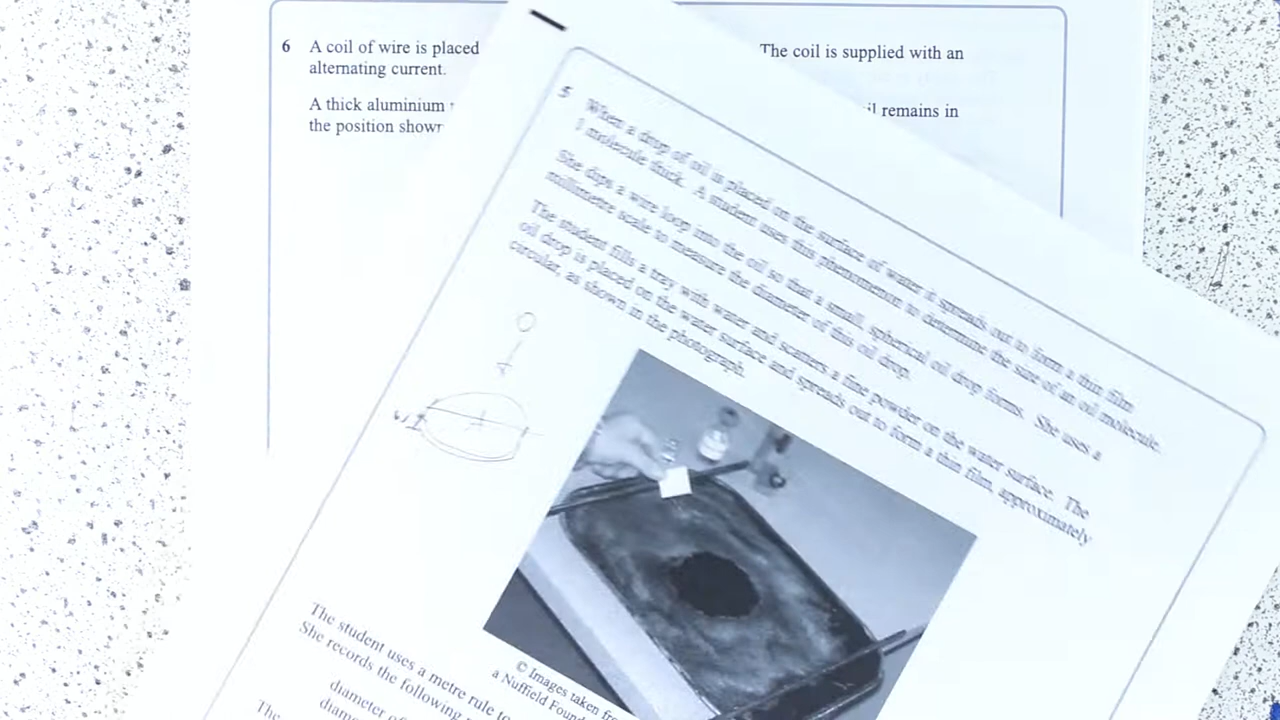 6 A coil of wire is placed The coil is supplied with an
alternating current.
A thick aluminium il remains in
the position show
5 When a drop of oil is placed on the surface of water it spreads out to form a thin film
1 molecule thick. A student uses this phenomenon to determine the size of an oil molecule.
She dips a wire loop into the oil so that a small, spherical oil drop forms. She uses a
millimetre scale to measure the diameter of this oil drop.
The student fills a tray with water and scatters a fine powder on the water surface. The
oil drop is placed on the water surface and spreads out to form a thin film, approximately
circular, as shown in the photograph.
© Images taken fr
a Nuffield Found
The student uses a metre rule to
She records the following
diameter of
diam
The